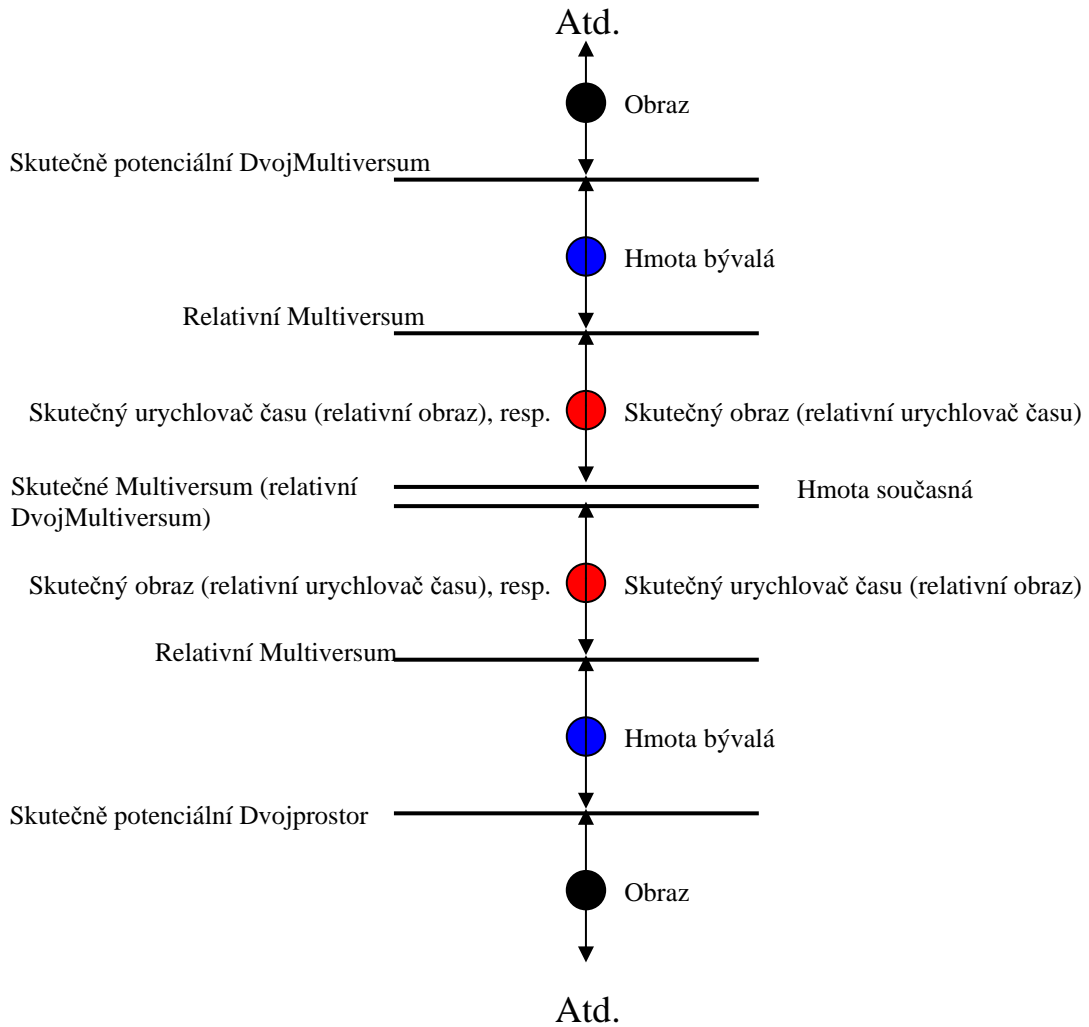 Atd.
Obraz
Skutečně potenciální DvojMultiversum
Hmota bývalá
Relativní Multiversum
Skutečný urychlovač času (relativní obraz), resp.
Skutečný obraz (relativní urychlovač času)
Skutečné Multiversum (relativní
DvojMultiversum)
Hmota současná
Skutečný obraz (relativní urychlovač času), resp.
Skutečný urychlovač času (relativní obraz)
Relativní Multiversum
Hmota bývalá
Skutečně potenciální Dvojprostor
Obraz
Atd.